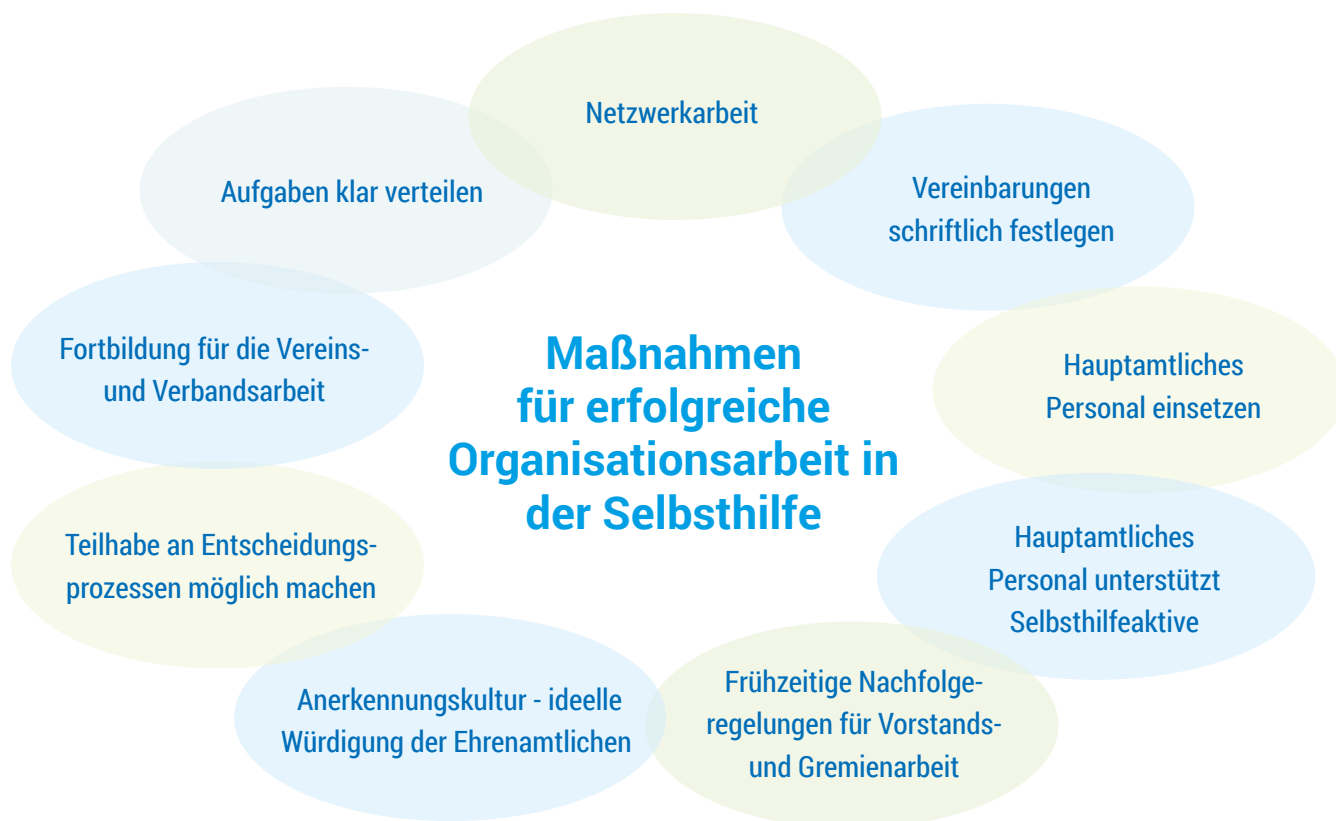 Netzwerkarbeit
Vereinbarungen
schriftlich festlegen
Hauptamtliches
Personal einsetzen
Hauptamtliches
Personal unterstützt
Selbsthilfeaktive
Frühzeitige Nachfolge-
regelungen für Vorstands-
und Gremienarbeit
Anerkennungskultur - ideelle
Würdigung der Ehrenamtlichen
Teilhabe an Entscheidungs-
prozessen möglich machen
Fortbildung für die Vereins-
und Verbandsarbeit
Aufgaben klar verteilen
Maßnahmen
für erfolgreiche
Organisationsarbeit in
der Selbsthilfe